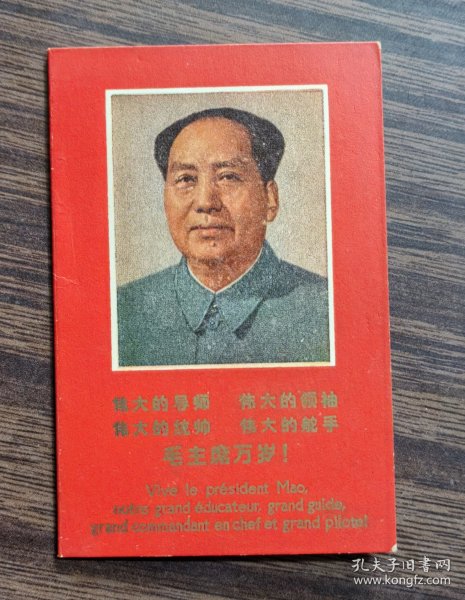 伟大的导师 伟大的领袖
伟大的统帅 伟大的舵手
毛主席万岁!
Vive le président Mao,
notre grand éducateur, grand guide,
grand commandant en chef et grand pilote!
孔夫子旧书网
www.kongfz.com